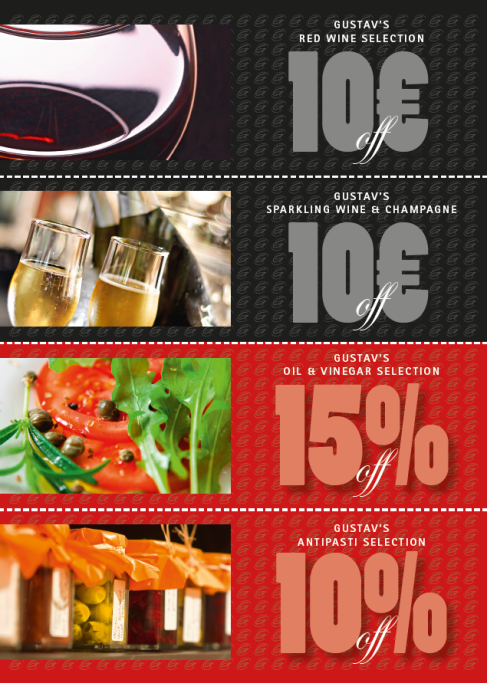 GUSTAV'S
RED WINE SELECTION
10€
off
GUSTAV'S
SPARKLING WINE & CHAMPAGNE
10€
off
GUSTAV'S
OIL & VINEGAR SELECTION
15%
off
GUSTAV'S
ANTIPASTI SELECTION
10%
off